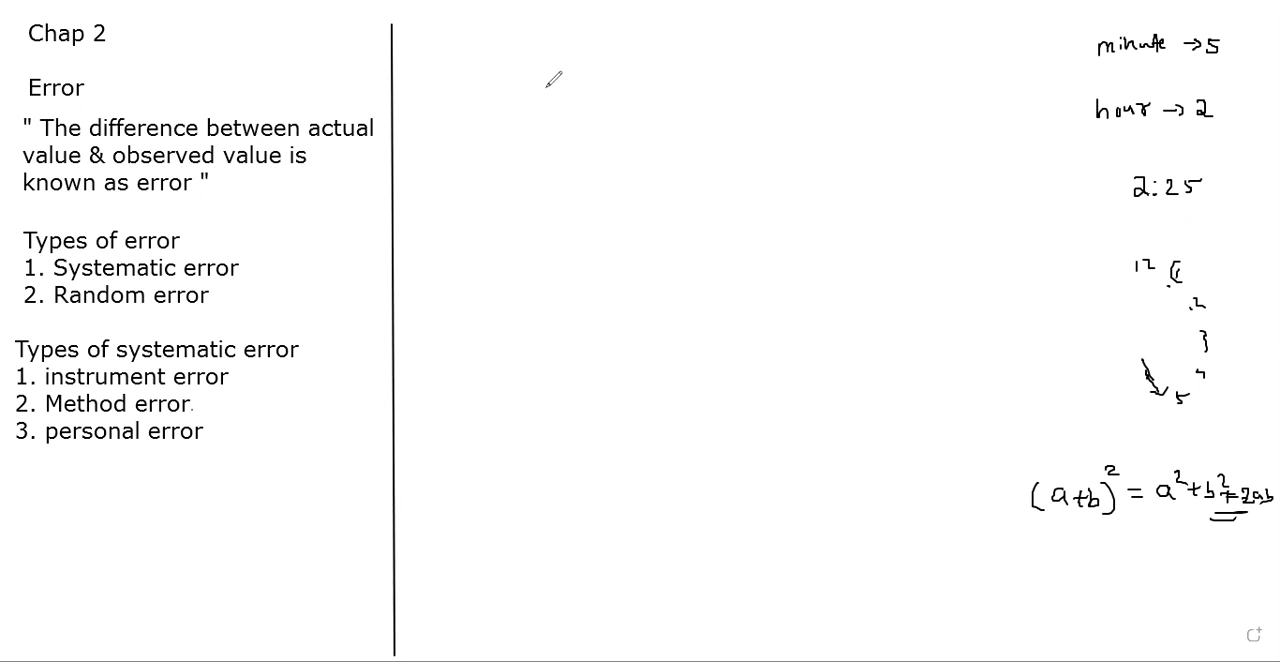 Chap 2
Error
" The difference between actual
value & observed value is
known as error "
Types of error
1. Systematic error
2. Random error
Types of systematic error
1. instrument error
2. Method error.
3. personal error
minute → 5
hour → 2
2:25
12
2
3
4
5
(a+b)² = a²+b²+2ab